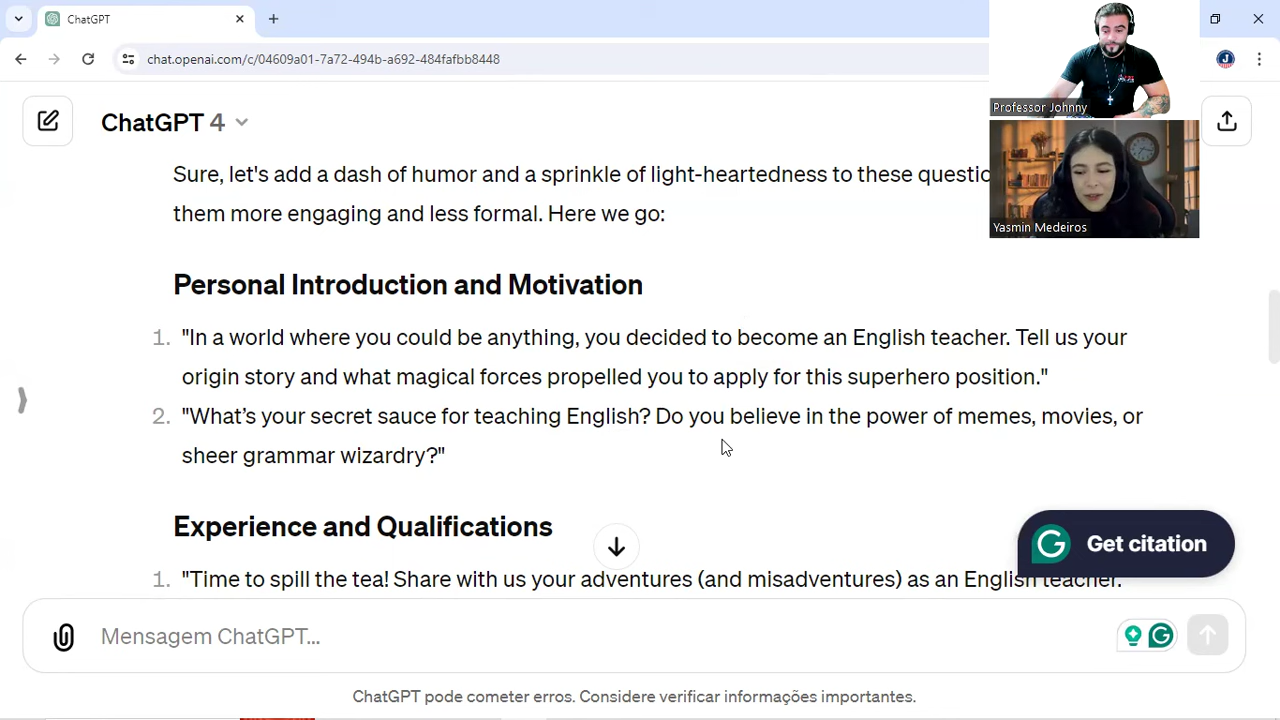 ChatGPT
chat.openai.com/c/04609a01-7a72-494b-a692-484fafbb8448
J
Professor Johnny
ChatGPT 4
Yasmin Medeiros
Sure, let's add a dash of humor and a sprinkle of light-heartedness to these questio
them more engaging and less formal. Here we go:
Personal Introduction and Motivation
1. "In a world where you could be anything, you decided to become an English teacher. Tell us your
origin story and what magical forces propelled you to apply for this superhero position."
2. "What's your secret sauce for teaching English? Do you believe in the power of memes, movies, or
sheer grammar wizardry?"
Experience and Qualifications
Get citation
1. "Time to spill the tea! Share with us your adventures (and misadventures) as an English teacher.
Mensagem ChatGPT...
ChatGPT pode cometer erros. Considere verificar informações importantes.